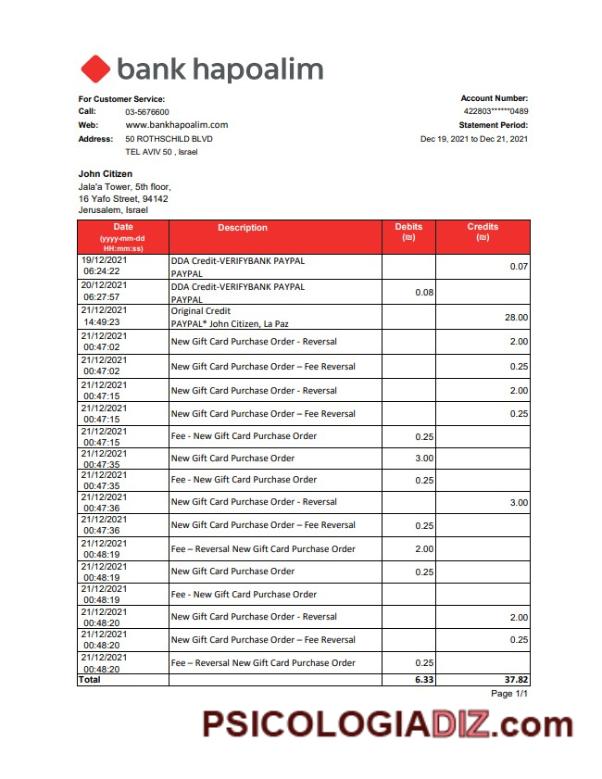 bank hapoalim
For Customer Service:
Call: 03-5676600
Web: www.bankhapoalim.com
Address: 50 ROTHSCHILD BLVD
TEL AVIV 50 , Israel
Account Number:
422803******0489
Statement Period:
Dec 19, 2021 to Dec 21, 2021
John Citizen
Jala'a Tower, 5th floor,
16 Yafo Street, 94142
Jerusalem, Israel
Date (yyyy-mm-dd HH:mm:ss) Description Debits (₪) Credits (₪)
19/12/2021 06:24:22 DDA Credit-VERIFYBANK PAYPAL PAYPAL 0.07
20/12/2021 06:27:57 DDA Credit-VERIFYBANK PAYPAL PAYPAL 0.08
21/12/2021 14:49:23 Original Credit PAYPAL* John Citizen, La Paz 28.00
21/12/2021 00:47:02 New Gift Card Purchase Order - Reversal 2.00
21/12/2021 00:47:02 New Gift Card Purchase Order – Fee Reversal 0.25
21/12/2021 00:47:15 New Gift Card Purchase Order - Reversal 2.00
21/12/2021 00:47:15 New Gift Card Purchase Order – Fee Reversal 0.25
21/12/2021 00:47:15 Fee - New Gift Card Purchase Order 0.25
21/12/2021 00:47:35 New Gift Card Purchase Order 3.00
21/12/2021 00:47:35 Fee - New Gift Card Purchase Order 0.25
21/12/2021 00:47:36 New Gift Card Purchase Order - Reversal 3.00
21/12/2021 00:47:36 New Gift Card Purchase Order – Fee Reversal 0.25
21/12/2021 00:48:19 Fee – Reversal New Gift Card Purchase Order 2.00
21/12/2021 00:48:19 New Gift Card Purchase Order 0.25
21/12/2021 00:48:19 Fee - New Gift Card Purchase Order
21/12/2021 00:48:20 New Gift Card Purchase Order - Reversal 2.00
21/12/2021 00:48:20 New Gift Card Purchase Order – Fee Reversal 0.25
21/12/2021 00:48:20 Fee – Reversal New Gift Card Purchase Order 0.25
Total 6.33 37.82
Page 1/1
PSICOLOGIADIZ.com